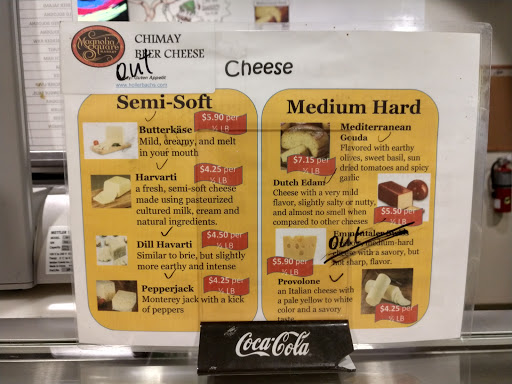 Magnolia
Square
MARKET
CHIMAY
BEER CHEESE
out
Guten Appetit
Cheese
Semi-Soft
$5.90 per
½ LB
Butterkäse
Mild, creamy, and melt
in your mouth
$4.25 per
½ LB
Harvarti
a fresh, semi-soft cheese
made using pasteurized
cultured milk, cream and
natural ingredients.
$4.50 per
½ LB
Dill Havarti
Similar to brie, but slightly
more earthy and intense
$4.25 per
½ LB
Pepperjack
Monterey jack with a kick
of peppers
Medium Hard
Mediterranean
Gouda
Flavored with earthy
olives, sweet basil, sun
dried tomatoes and spicy
garlic
$7.15 per
½ LB
Dutch Edam
Cheese with a very mild
flavor, slightly salty or nutty,
and almost no smell when
compared to other cheeses
$5.50 per
½ LB
out
Emmentaler
medium-hard
cheese with a savory, but
not sharp, flavor.
$5.90 per
½ LB
Provolone
an Italian cheese with
a pale yellow to white
color and a savory
taste
$4.25 per
½ LB
Coca-Cola